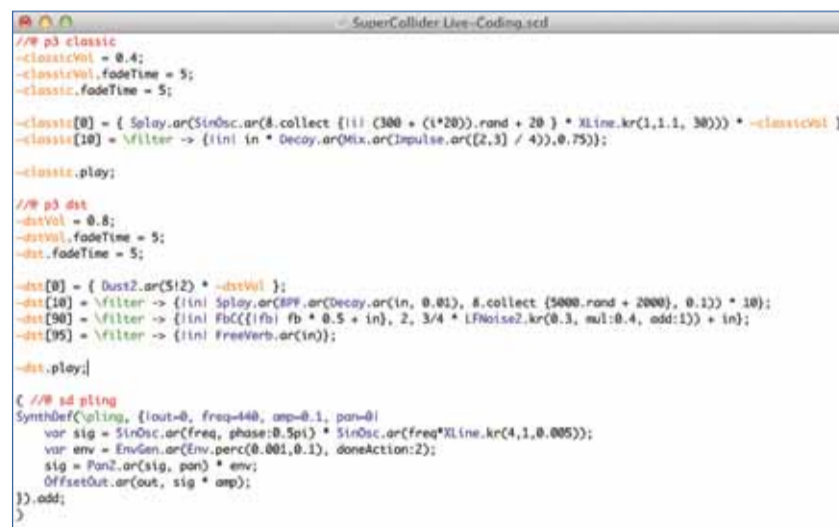 SuperCollider Live-Coding.scd
//@ p3 classic
~classicVol = 0.4;
~classicVol.fadeTime = 5;
~classic.fadeTime = 5;
~classic[0] = { Splay.ar(SinOsc.ar(8.collect {|i| (300 + (i*20)).rand + 20 } * XLine.kr(1,1.1, 30))) * ~classicVol }
~classic[10] = \filter -> {|in| in * Decay.ar(Mix.ar(Impulse.ar([2,3] / 4)),0.75)};
~classic.play;
//@ p3 dst
~dstVol = 0.8;
~dstVol.fadeTime = 5;
~dst.fadeTime = 5;
~dst[0] = { Dust2.ar(5!2) * ~dstVol };
~dst[10] = \filter -> {|in| Splay.ar(BPF.ar(Decay.ar(in, 0.01), 8.collect {5000.rand + 2000}, 0.1)) * 10};
~dst[90] = \filter -> {|in| FbC({|fb| fb * 0.5 + in}, 2, 3/4 * LFNoise2.kr(0.3, mul:0.4, add:1)) + in};
~dst[95] = \filter -> {|in| FreeVerb.ar(in)};
~dst.play;
( //@ sd pling
SynthDef(\pling, {|out=0, freq=440, amp=0.1, pan=0|
var sig = SinOsc.ar(freq, phase:0.5pi) * SinOsc.ar(freq*XLine.kr(4,1,0.005));
var env = EnvGen.ar(Env.perc(0.001,0.1), doneAction:2);
sig = Pan2.ar(sig, pan) * env;
OffsetOut.ar(out, sig * amp);
}).add;
)